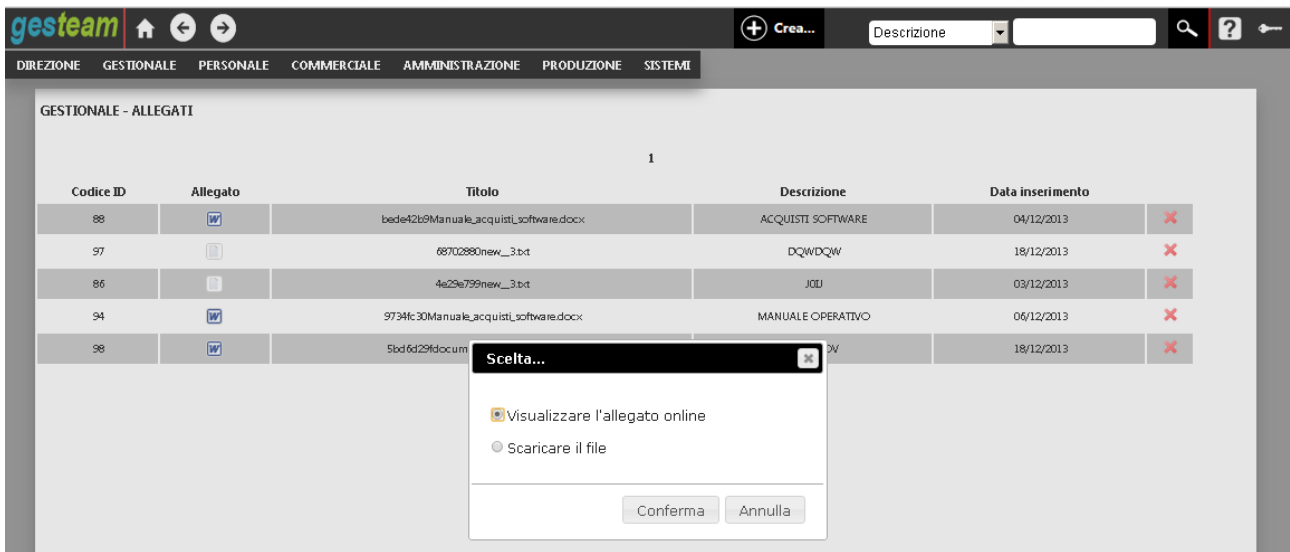 gesteam Crea... Descrizione
DIREZIONE GESTIONALE PERSONALE COMMERCIALE AMMINISTRAZIONE PRODUZIONE SISTEMI
GESTIONALE - ALLEGATI
1
Codice ID Allegato Titolo Descrizione Data inserimento
88 bede42b9Manuale_acquisti_software.docx ACQUISTI SOFTWARE 04/12/2013
97 68702880new__3.txt DQWDQW 18/12/2013
86 4e29e799new__3.txt 03/12/2013
94 9734fc30Manuale_acquisti_software.docx MANUALE OPERATIVO 06/12/2013
98 5bd6d29fdocum 18/12/2013
Scelta...
Visualizzare l'allegato online
Scaricare il file
Conferma Annulla